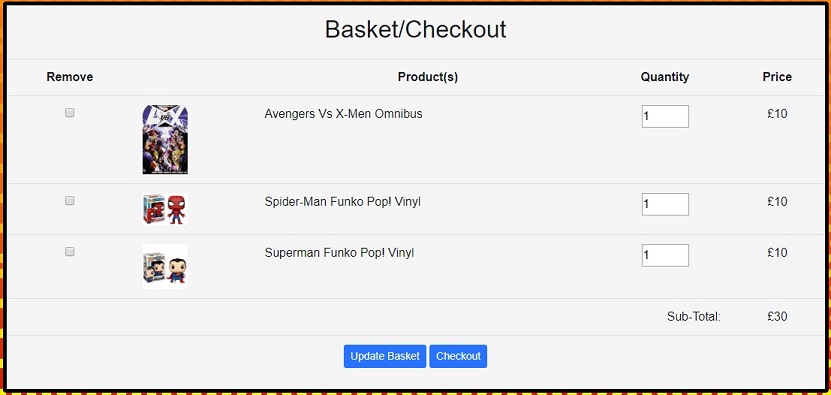 Basket/Checkout
Remove Product(s) Quantity Price
Avengers Vs X-Men Omnibus 1 £10
Spider-Man Funko Pop! Vinyl 1 £10
Superman Funko Pop! Vinyl 1 £10
Sub-Total: £30
Update Basket Checkout